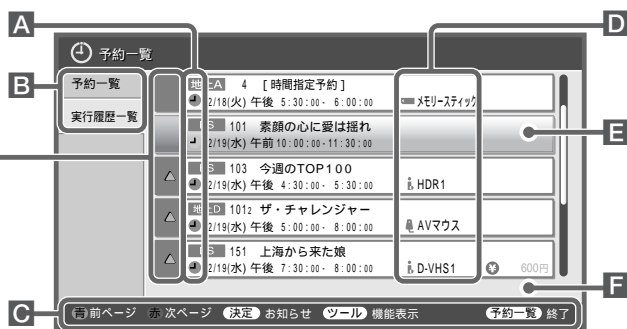 A
D
予約一覧
B
予約一覧
実行履歴一覧
地上A 4 [時間指定予約]
2/18(火) 午後 5:30:00- 6:00:00
メモリースティック
101 素顔の心に愛は揺れ
2/19(水) 午前10:00:00-11:30:00
E
103 今週のTOP100
2/19(水) 午後 4:30:00- 5:30:00
HDR1
地上D 1012 ザ・チャレンジャー
2/19(水) 午後 5:00:00- 8:00:00
AVマウス
151 上海から来た娘
2/19(水) 午後 7:30:00- 8:00:00
D-VHS1
¥ 600円
F
C
青 前ページ 赤 次ページ 決定 お知らせ ツール 機能表示 予約一覧 終了